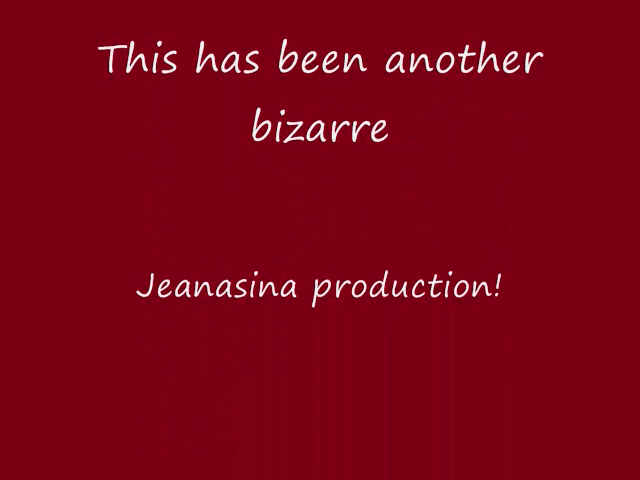 This has been another
bizarre
Jeanasina production!